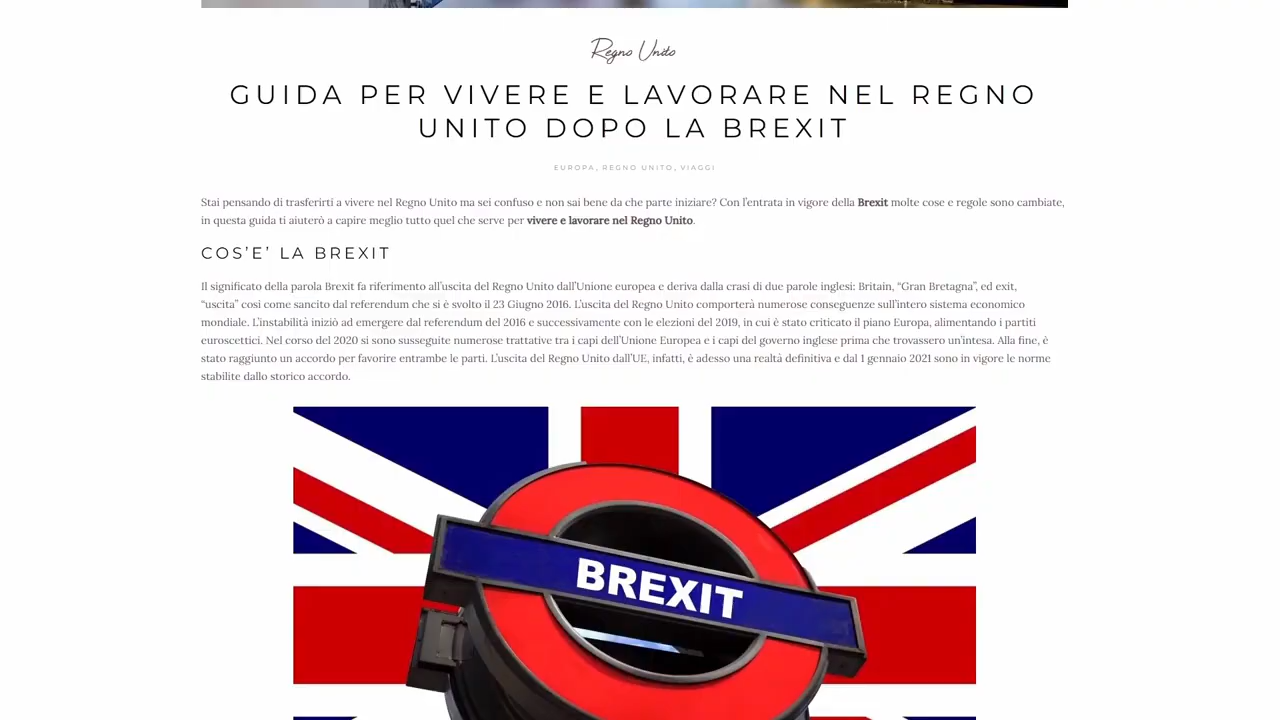 Regno Unito
GUIDA PER VIVERE E LAVORARE NEL REGNO
UNITO DOPO LA BREXIT
EUROPA, REGNO UNITO, VIAGGI
Stai pensando di trasferirti a vivere nel Regno Unito ma sei confuso e non sai bene da che parte iniziare? Con l’entrata in vigore della Brexit molte cose e regole sono cambiate,
in questa guida ti aiuterò a capire meglio tutto quel che serve per vivere e lavorare nel Regno Unito.
COS’E’ LA BREXIT
Il significato della parola Brexit fa riferimento all’uscita del Regno Unito dall’Unione europea e deriva dalla crasi di due parole inglesi: Britain, “Gran Bretagna”, ed exit,
“uscita” così come sancito dal referendum che si è svolto il 23 Giugno 2016. L’uscita del Regno Unito comporterà numerose conseguenze sull’intero sistema economico
mondiale. L’instabilità iniziò ad emergere dal referendum del 2016 e successivamente con le elezioni del 2019, in cui è stato criticato il piano Europa, alimentando i partiti
euroscettici. Nel corso del 2020 si sono susseguite numerose trattative tra i capi dell’Unione Europea e i capi del governo inglese prima che trovassero un’intesa. Alla fine, è
stato raggiunto un accordo per favorire entrambe le parti. L’uscita del Regno Unito dall’UE, infatti, è adesso una realtà definitiva e dal 1 gennaio 2021 sono in vigore le norme
stabilite dallo storico accordo.
BREXIT